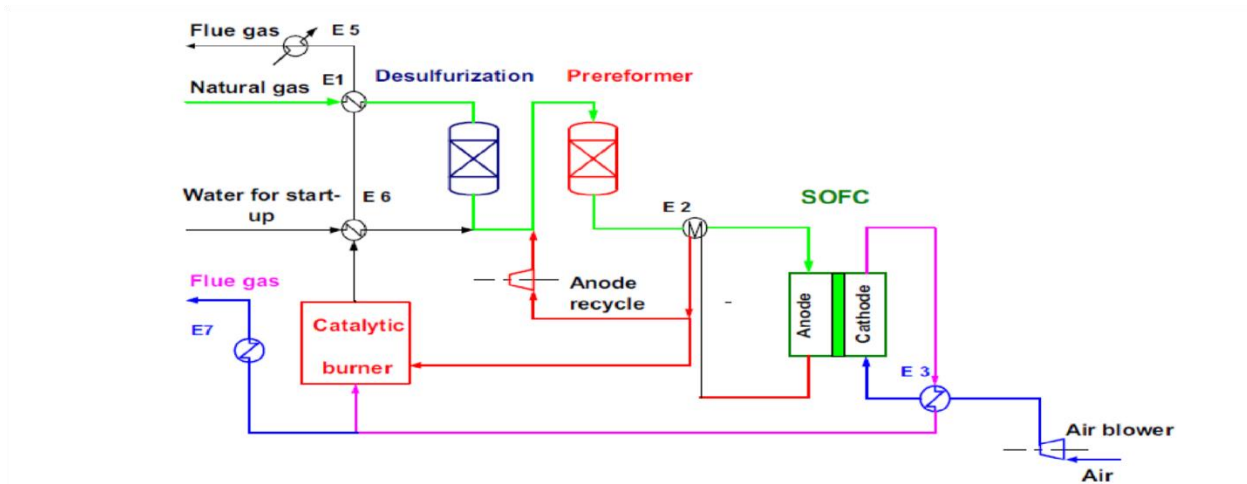 Flue gas
E 5
Natural gas
E1
Desulfurization
Prereformer
Water for start-
up
E 6
E 2
SOFC
Flue gas
E7
Catalytic
burner
Anode
recycle
Anode
Cathode
E 3
Air blower
Air